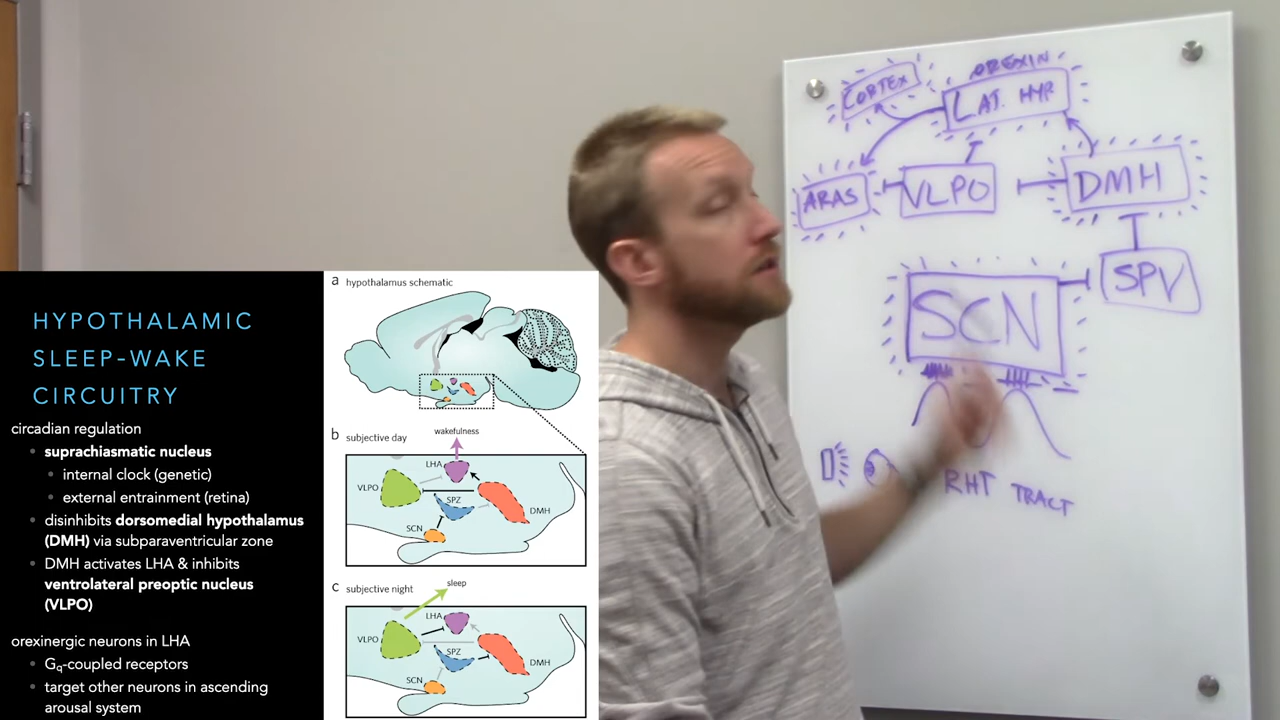 HYPOTHALAMIC
SLEEP-WAKE
CIRCUITRY
circadian regulation
• suprachiasmatic nucleus
• internal clock (genetic)
• external entrainment (retina)
• disinhibits dorsomedial hypothalamus
(DMH) via subparaventricular zone
• DMH activates LHA & inhibits
ventrolateral preoptic nucleus
(VLPO)
orexinergic neurons in LHA
• Gq-coupled receptors
• target other neurons in ascending
arousal system
a hypothalamus schematic
b subjective day
wakefulness
LHA
VLPO
SPZ
SCN
DMH
c subjective night
sleep
LHA
VLPO
SPZ
SCN
DMH
CORTEX
OREXIN
LAT. HYP.
ARAS
VLPO
DMH
SCN
SPV
RHT TRACT